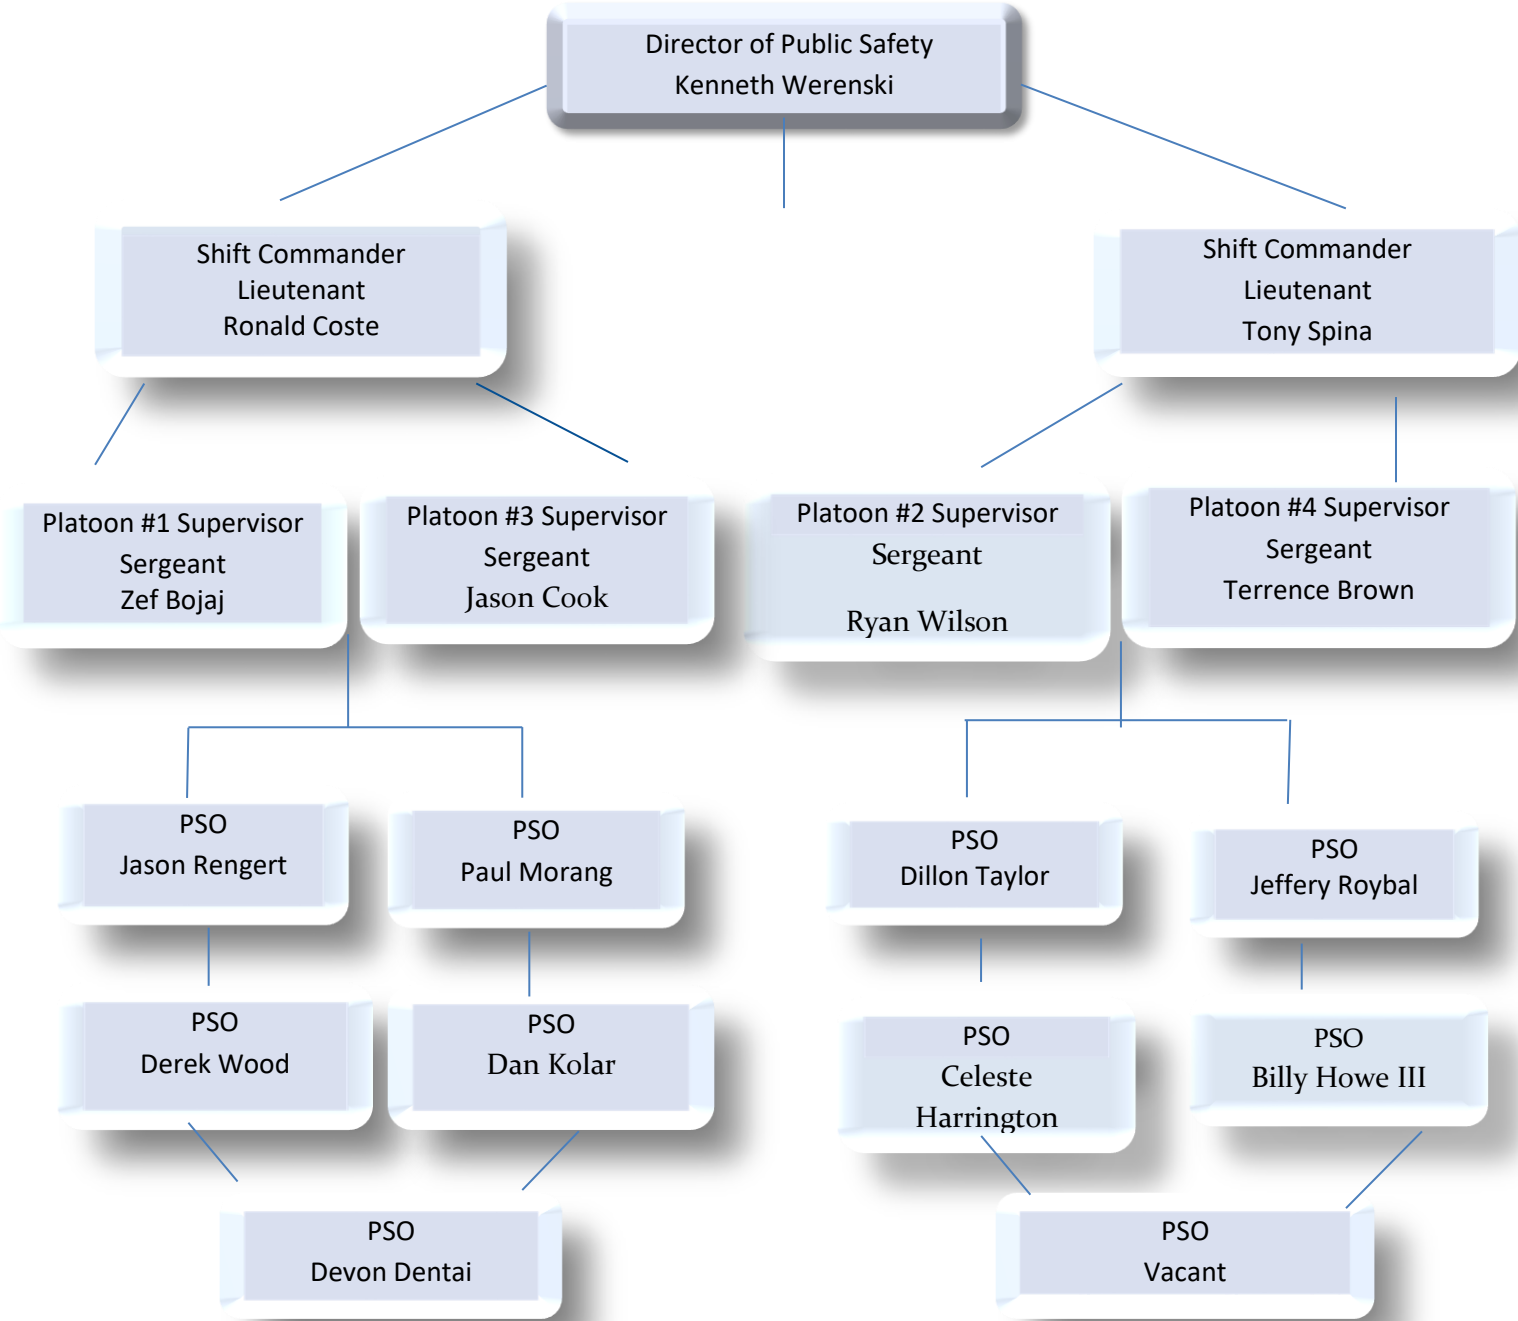 Director of Public Safety
Kenneth Werenski
Shift Commander
Lieutenant
Ronald Coste
Shift Commander
Lieutenant
Tony Spina
Platoon #1 Supervisor
Sergeant
Zef Bojaj
Platoon #3 Supervisor
Sergeant
Jason Cook
Platoon #2 Supervisor
Sergeant
Ryan Wilson
Platoon #4 Supervisor
Sergeant
Terrence Brown
PSO
Jason Rengert
PSO
Paul Morang
PSO
Dillon Taylor
PSO
Jeffery Roybal
PSO
Derek Wood
PSO
Dan Kolar
PSO
Celeste
Harrington
PSO
Billy Howe III
PSO
Devon Dentai
PSO
Vacant